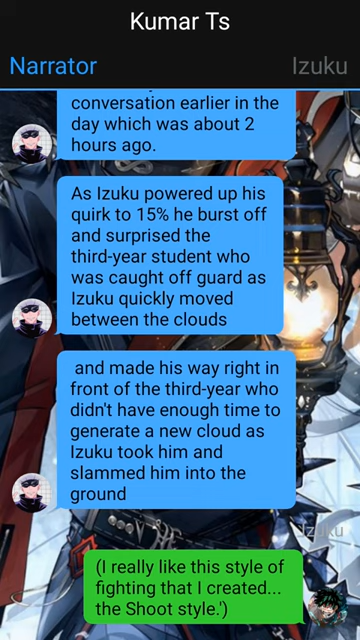 Kumar Ts
Narrator
Izuku
conversation earlier in the
day which was about 2
hours ago.
As Izuku powered up his
quirk to 15% he burst off
and surprised the
third-year student who
was caught off guard as
Izuku quickly moved
between the clouds
and made his way right in
front of the third-year who
didn't have enough time to
generate a new cloud as
Izuku took him and
slammed him into the
ground
Izuku
(I really like this style of
fighting that I created...
the Shoot style.')